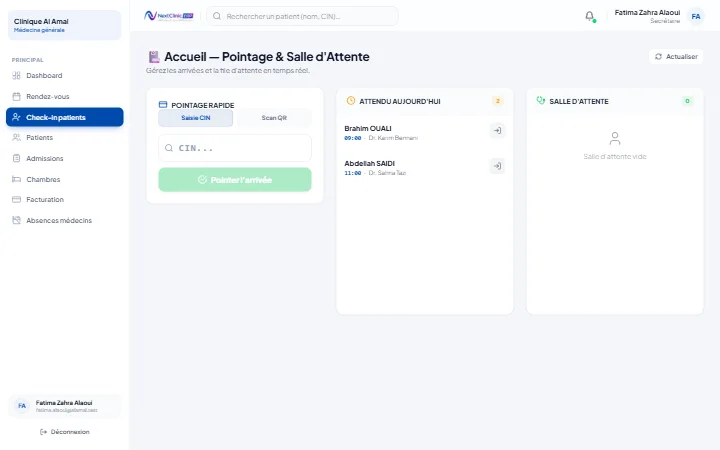 Clinique Al Amal
Médecine générale
PRINCIPAL
Dashboard
Rendez-vous
Check-in patients
Patients
Admissions
Chambres
Facturation
Absences médecins
FA
Fatima Zahra Alaoui
Déconnexion
NextClinic
Rechercher un patient (nom, CIN)...
Fatima Zahra Alaoui
Secrétaire
FA
Accueil — Pointage & Salle d'Attente
Gérez les arrivées et la file d'attente en temps réel.
Actualiser
POINTAGE RAPIDE
Saisie CIN
Scan QR
CIN...
Pointer l'arrivée
ATTENDU AUJOURD'HUI
2
Brahim OUALI
09:00 · Dr. Karim Bennani
Abdellah SAIDI
11:00 · Dr. Salma Tazi
SALLE D'ATTENTE
0
Salle d'attente vide